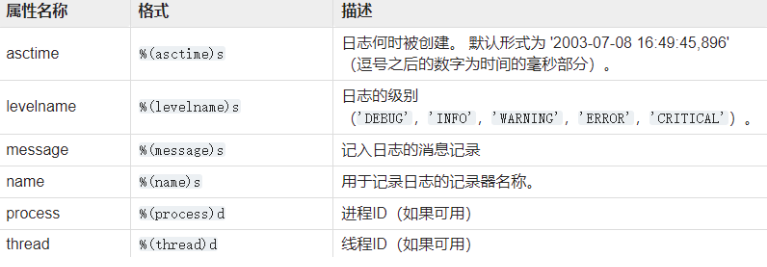 属性名称 格式 描述
asctime %(asctime)s 日志何时被创建。 默认形式为 '2003-07-08 16:49:45,896'
（逗号之后的数字为时间的毫秒部分）。
levelname %(levelname)s 日志的级别
（'DEBUG', 'INFO', 'WARNING', 'ERROR', 'CRITICAL'）。
message %(message)s 记入日志的消息记录
name %(name)s 用于记录日志的记录器名称。
process %(process)d 进程ID（如果可用）
thread %(thread)d 线程ID（如果可用）